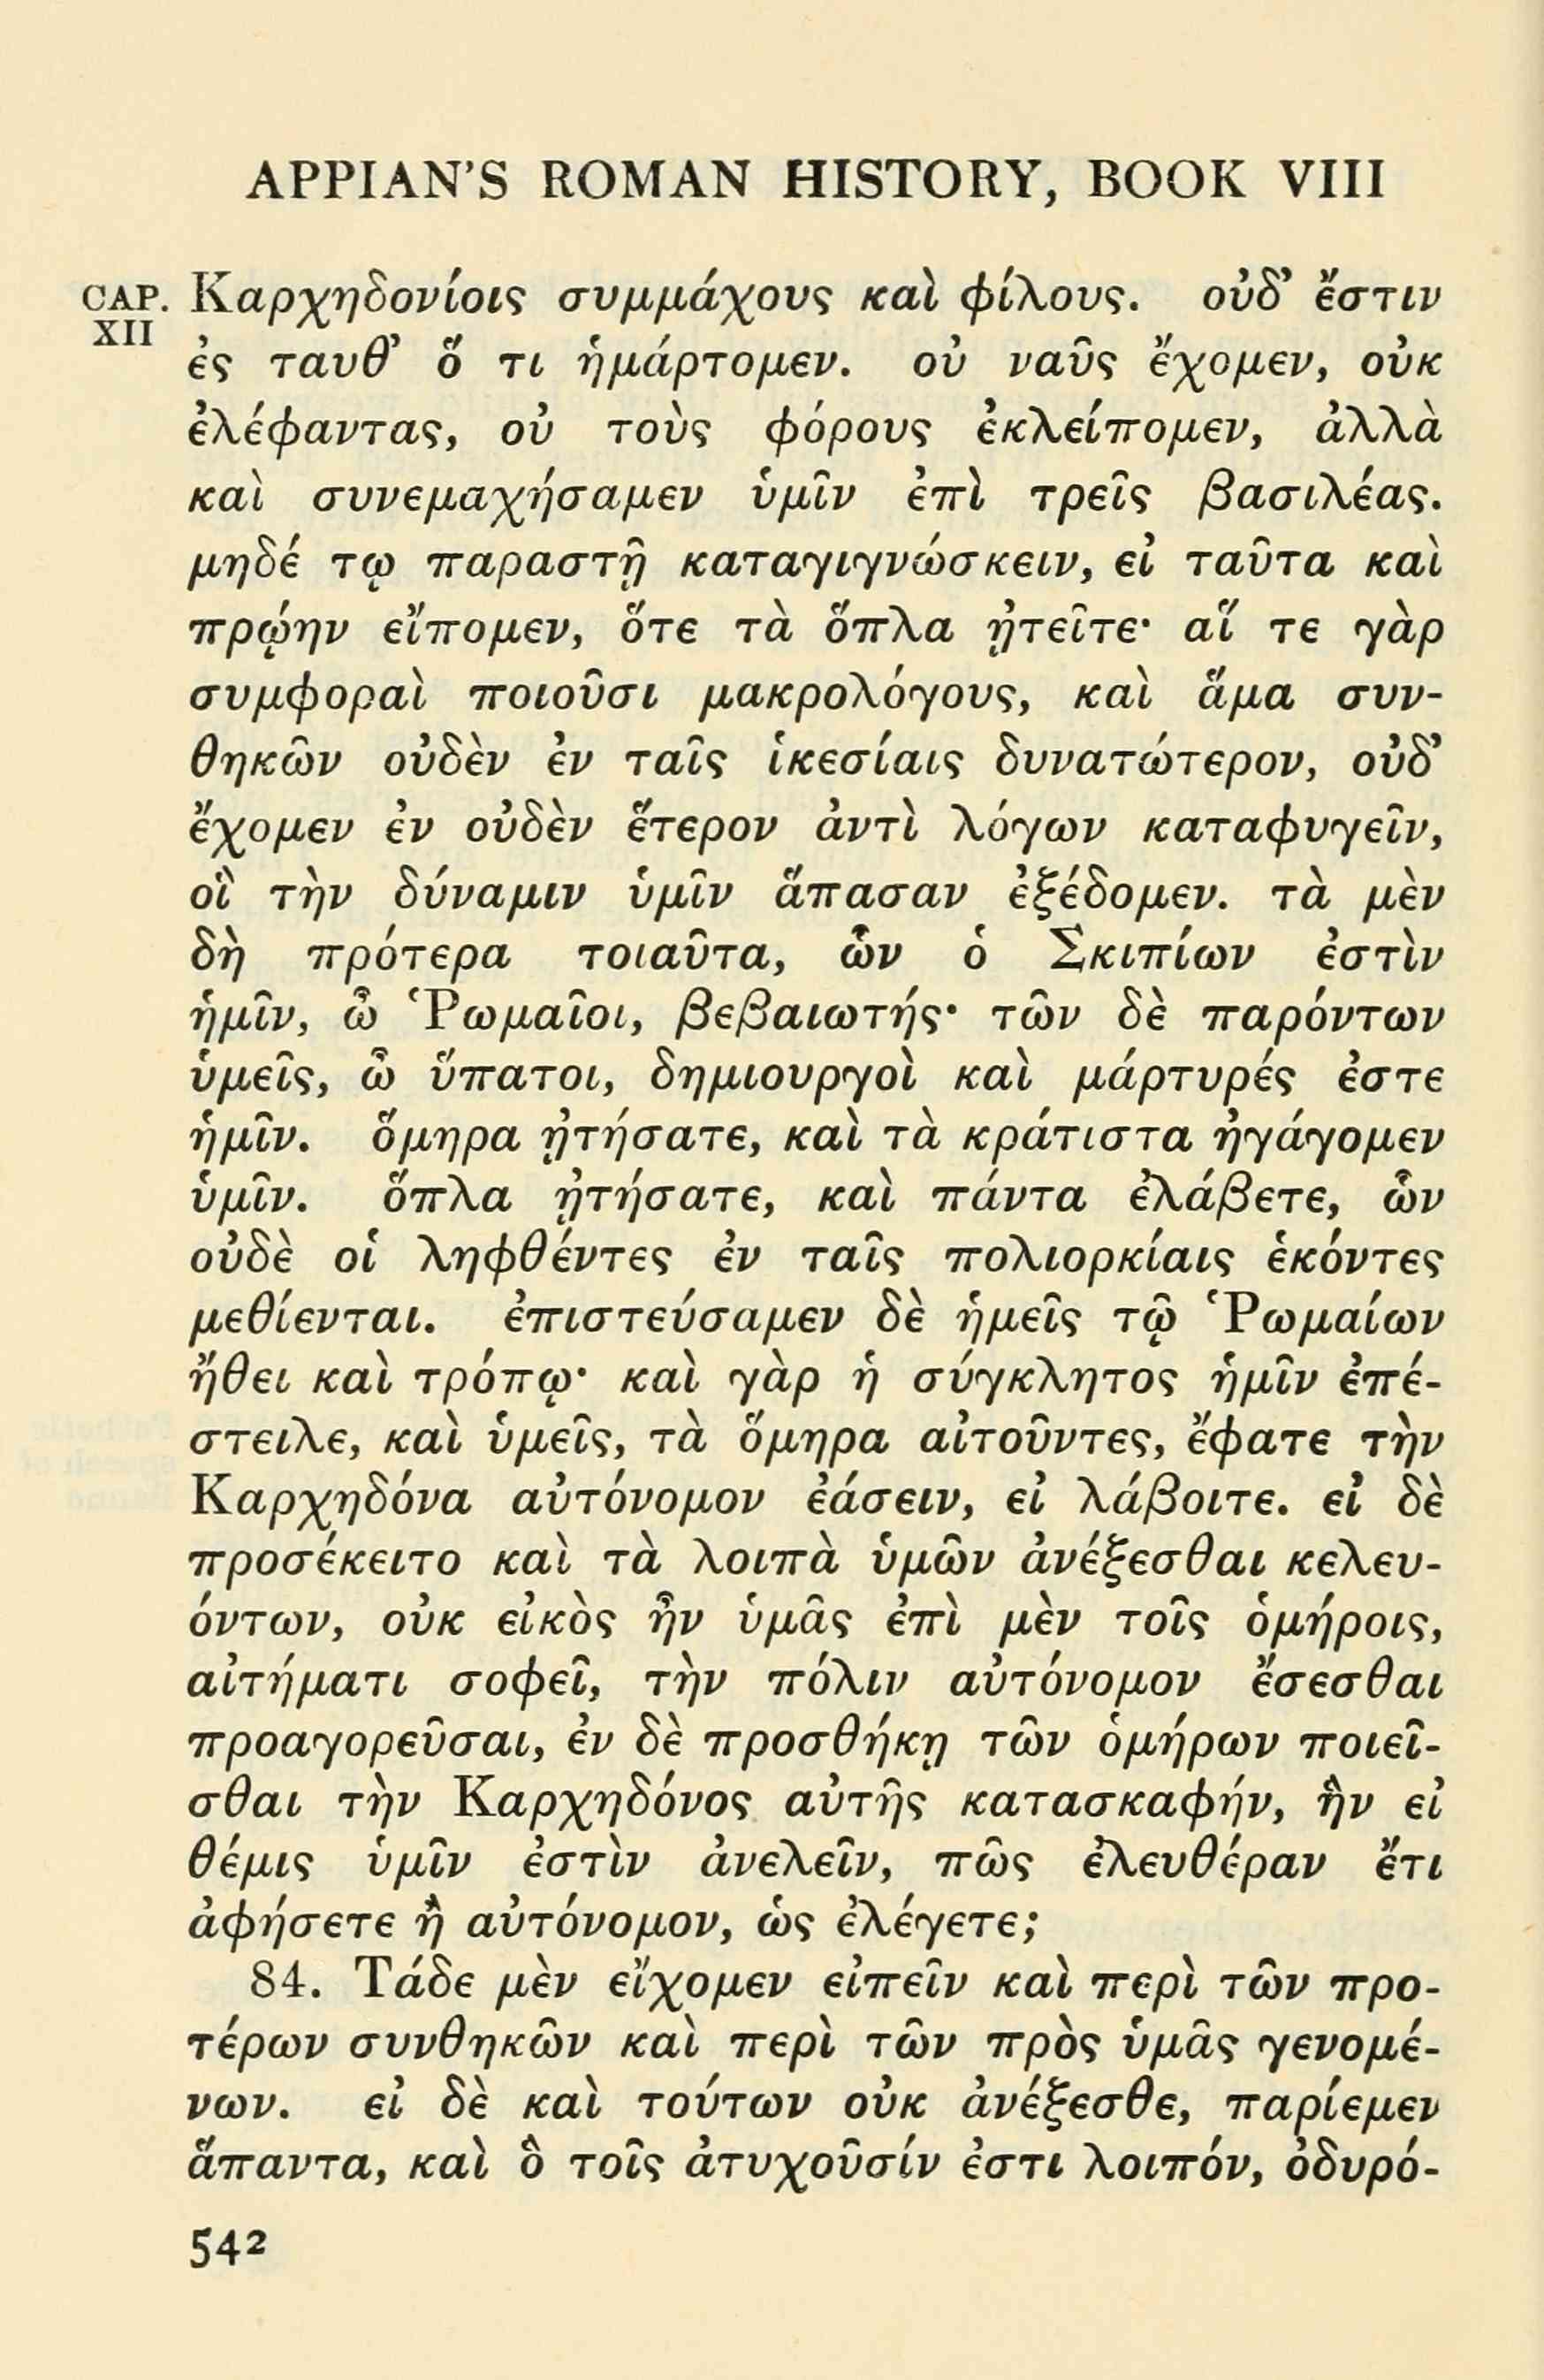 APPIAN'S ROMAN HISTORY, BOOK VIII
CAP. XII
Καρχηδονίοις συμμάχους καὶ φίλους. οὐδ' ἔστιν
ἐς ταυθ' ὅ τι ἡμάρτομεν. οὐ ναῦς ἔχομεν, οὐκ
ἐλέφαντας, οὐ τοὺς φόρους ἐκλείπομεν, ἀλλὰ
καὶ συνεμαχήσαμεν ὑμῖν ἐπὶ τρεῖς βασιλέας.
μηδέ τῳ παραστῇ καταγιγνώσκειν, εἰ ταῦτα καὶ
πρῴην εἴπομεν, ὅτε τὰ ὅπλα ᾐτεῖτε· αἵ τε γὰρ
συμφοραὶ ποιοῦσι μακρολόγους, καὶ ἅμα συν-
θηκῶν οὐδὲν ἐν ταῖς ἱκεσίαις δυνατώτερον, οὐδ'
ἔχομεν ἐν οὐδὲν ἕτερον ἀντὶ λόγων καταφυγεῖν,
οἳ τὴν δύναμιν ὑμῖν ἅπασαν ἐξέδομεν. τὰ μὲν
δὴ πρότερα τοιαῦτα, ὧν ὁ Σκιπίων ἐστὶν
ἡμῖν, ὦ Ῥωμαῖοι, βεβαιωτής· τῶν δὲ παρόντων
ὑμεῖς, ὦ ὕπατοι, δημιουργοὶ καὶ μάρτυρές ἐστε
ἡμῖν. ὅμηρα ᾐτήσατε, καὶ τὰ κράτιστα ἠγάγομεν
ὑμῖν. ὅπλα ᾐτήσατε, καὶ πάντα ἐλάβετε, ὧν
οὐδὲ οἱ ληφθέντες ἐν ταῖς πολιορκίαις ἑκόντες
μεθίενται. ἐπιστεύσαμεν δὲ ἡμεῖς τῷ Ῥωμαίων
ἤθει καὶ τρόπῳ· καὶ γὰρ ἡ σύγκλητος ἡμῖν ἐπέ-
στειλε, καὶ ὑμεῖς, τὰ ὅμηρα αἰτοῦντες, ἔφατε τὴν
Καρχηδόνα αὐτόνομον ἐάσειν, εἰ λάβοιτε. εἰ δὲ
προσέκειτο καὶ τὰ λοιπὰ ὑμῶν ἀνέξεσθαι κελευ-
όντων, οὐκ εἰκὸς ἦν ὑμᾶς ἐπὶ μὲν τοῖς ὁμήροις,
αἰτήματι σοφεῖ, τὴν πόλιν αὐτόνομον ἔσεσθαι
προαγορεῦσαι, ἐν δὲ προσθήκῃ τῶν ὁμήρων ποιεῖ-
σθαι τὴν Καρχηδόνος αὐτῆς κατασκαφήν, ἣν εἰ
θέμις ὑμῖν ἐστὶν ἀνελεῖν, πῶς ἐλευθέραν ἔτι
ἀφήσετε ἢ αὐτόνομον, ὡς ἐλέγετε;
84. Τάδε μὲν εἴχομεν εἰπεῖν καὶ περὶ τῶν προ-
τέρων συνθηκῶν καὶ περὶ τῶν πρὸς ὑμᾶς γενομέ-
νων. εἰ δὲ καὶ τούτων οὐκ ἀνέξεσθε, παρίεμεν
ἅπαντα, καὶ ὃ τοῖς ἀτυχοῦσίν ἐστι λοιπόν, ὀδυρό-
542